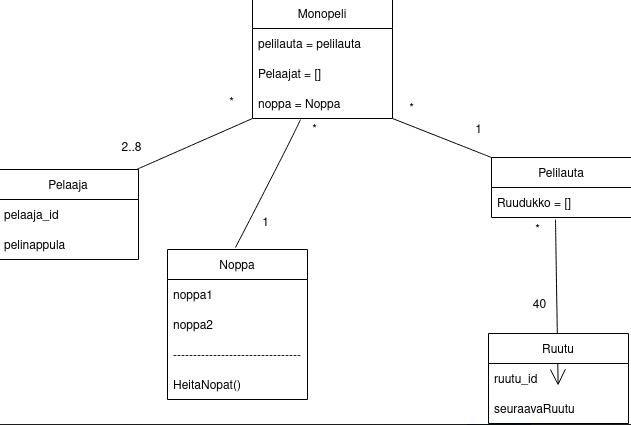 Monopeli
pelilauta = pelilauta
Pelaajat = []
noppa = Noppa
*
*
*
2..8
1
Pelaaja
pelaaja_id
pelinappula
Pelilauta
Ruudukko = []
1
*
Noppa
noppa1
noppa2
--------------------------------
HeitaNopat()
40
Ruutu
ruutu_id
seuraavaRuutu